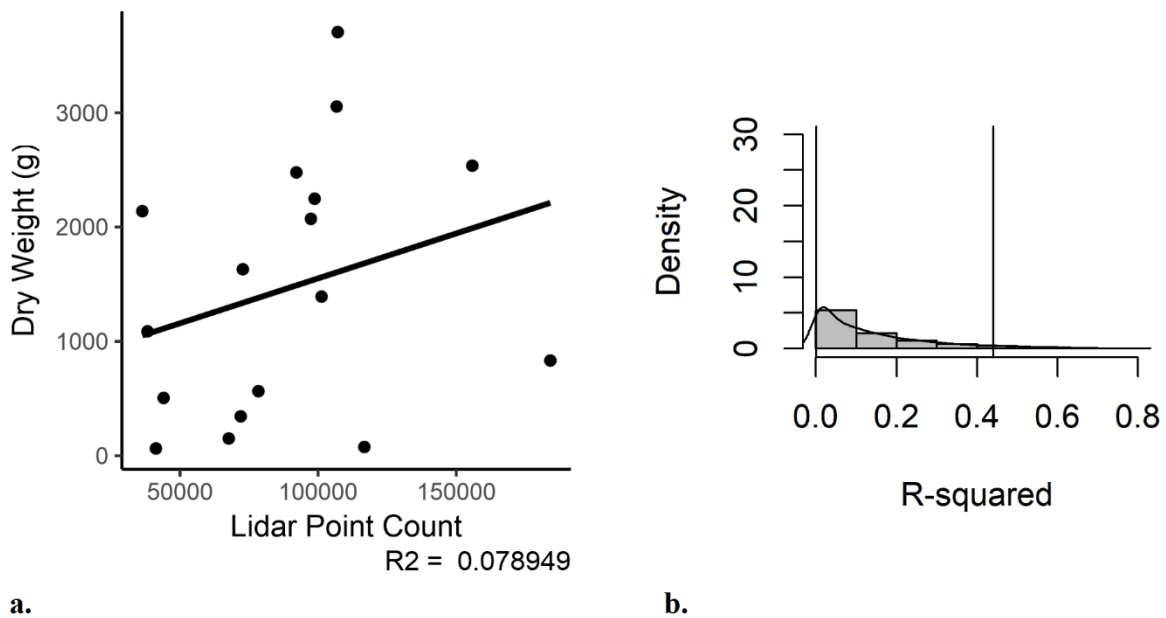 3000
2000
1000
0
Dry Weight (g)
50000 100000 150000
Lidar Point Count
R2 = 0.078949
a.
30
20
10
0
Density
0.0 0.2 0.4 0.6 0.8
R-squared
b.